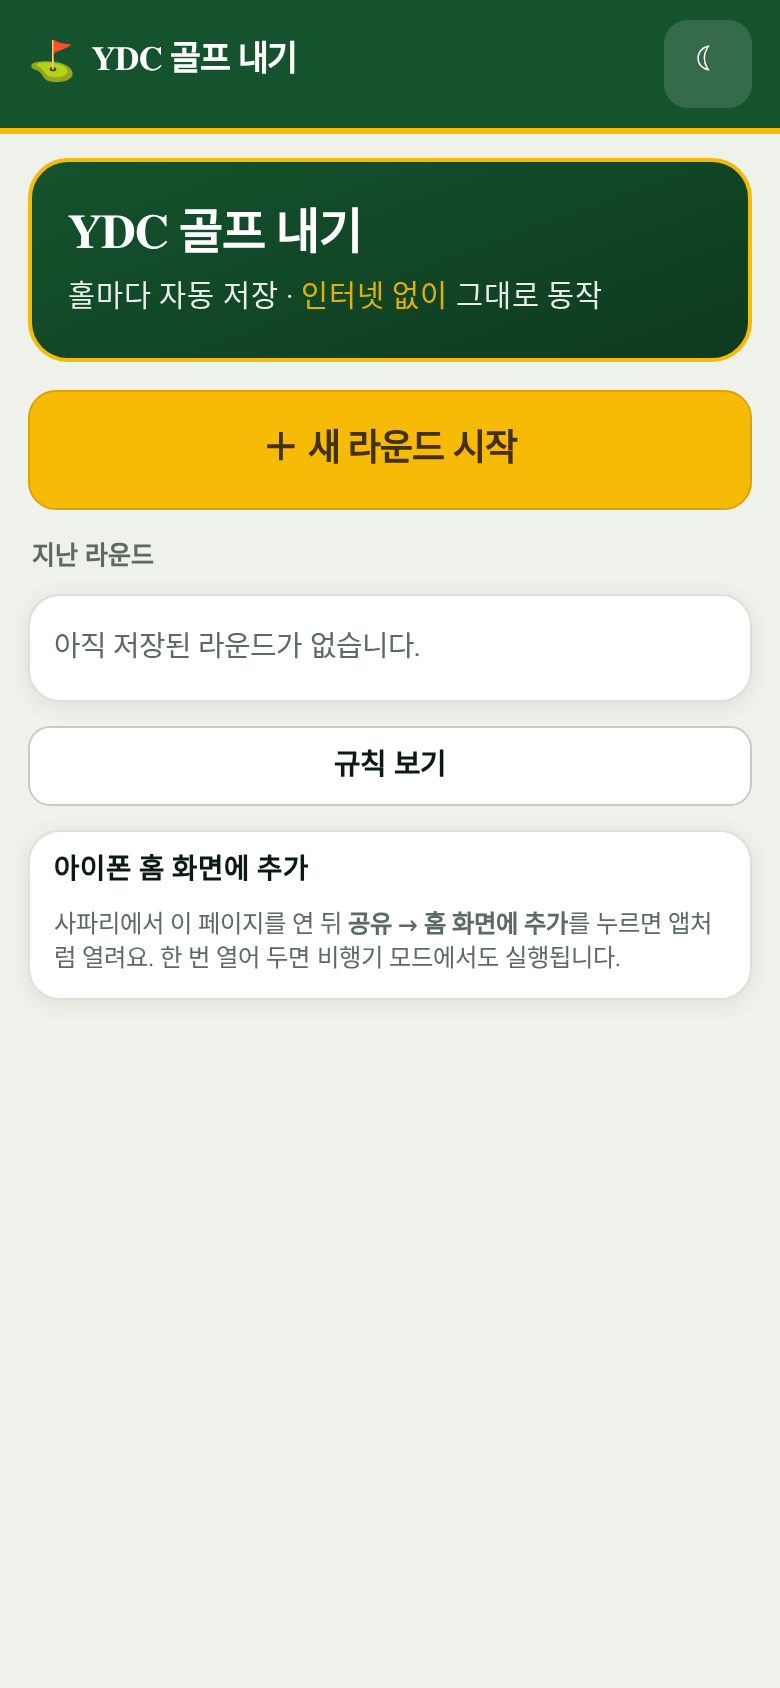 YDC 골프 내기
YDC 골프 내기
홀마다 자동 저장 · 인터넷 없이 그대로 동작
＋ 새 라운드 시작
지난 라운드
아직 저장된 라운드가 없습니다.
규칙 보기
아이폰 홈 화면에 추가
사파리에서 이 페이지를 연 뒤 공유 → 홈 화면에 추가를 누르면 앱처
럼 열려요. 한 번 열어 두면 비행기 모드에서도 실행됩니다.